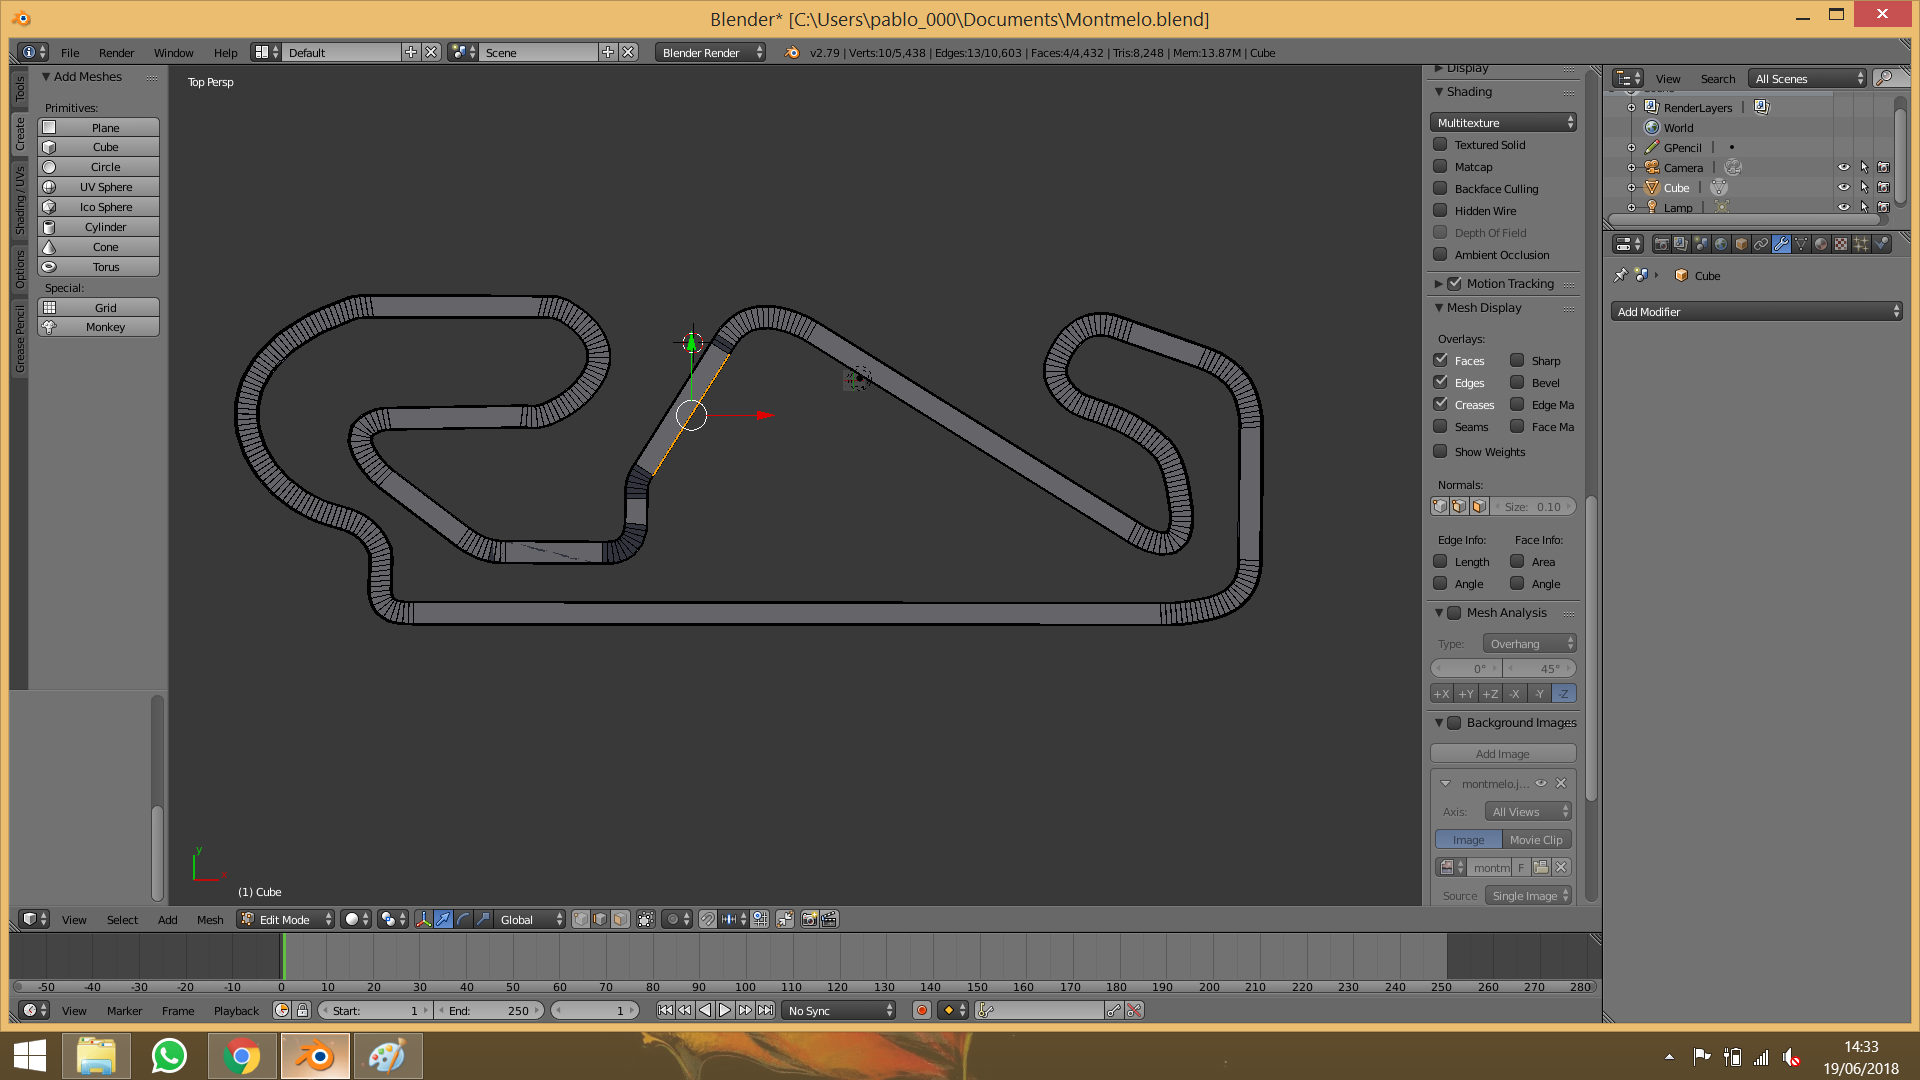 Blender* [C:\Users\pablo_000\Documents\Montmelo.blend]
File Render Window Help Default Scene Blender Render v2.79 | Verts:10/5,438 | Edges:13/10,603 | Faces:4/4,432 | Tris:8,248 | Mem:13.87M | Cube
Tools
Create
Shading / UVs
Options
Grease Pencil
Add Meshes
Primitives:
Plane
Cube
Circle
UV Sphere
Ico Sphere
Cylinder
Cone
Torus
Special:
Grid
Monkey
Top Persp
y
(1) Cube
Display
Shading
Multitexture
Textured Solid
Matcap
Backface Culling
Hidden Wire
Depth Of Field
Ambient Occlusion
Motion Tracking
Mesh Display
Overlays:
Faces Sharp
Edges Bevel
Creases Edge Ma
Seams Face Ma
Show Weights
Normals:
Size: 0.10
Edge Info: Face Info:
Length Area
Angle Angle
Mesh Analysis
Type: Overhang
0° 45°
+X +Y +Z -X -Y -Z
Background Images
Add Image
montmelo.j...
Axis: All Views
Image Movie Clip
montm F
Source Single Image
View Search All Scenes
RenderLayers
World
GPencil
Camera
Cube
Lamp
Cube
Add Modifier
View Select Add Mesh Edit Mode Global
-50 -40 -30 -20 -10 0 10 20 30 40 50 60 70 80 90 100 110 120 130 140 150 160 170 180 190 200 210 220 230 240 250 260 270 280
View Marker Frame Playback Start: 1 End: 250 1 No Sync
14:33
19/06/2018